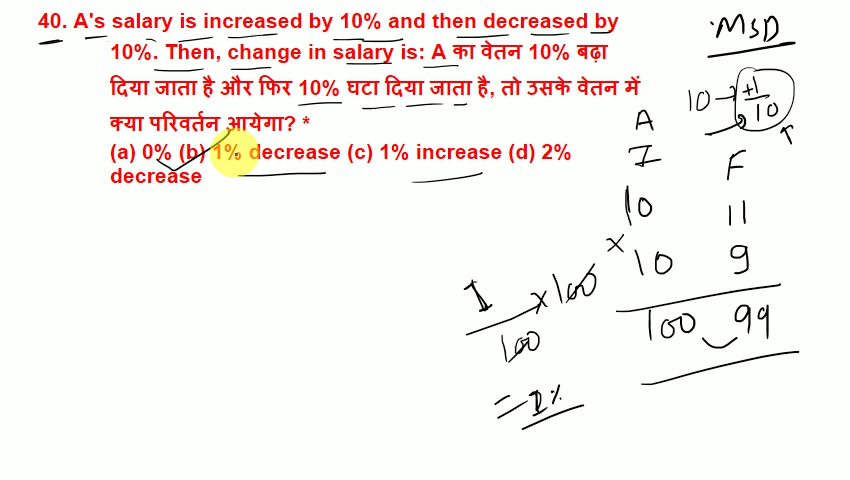 40. A's salary is increased by 10% and then decreased by
10%. Then, change in salary is: A का वेतन 10% बढ़ा
दिया जाता है और फिर 10% घटा दिया जाता है, तो उसके वेतन में
क्या परिवर्तन आयेगा? *
(a) 0% (b) 1% decrease (c) 1% increase (d) 2%
decrease
MSD
10 → +1/10
A
I F
10 11
× 10 9
100 99
1/100 × 100
= 1%